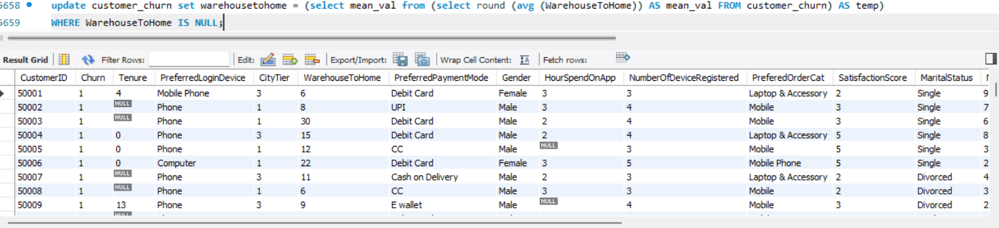 5658 update customer_churn set warehousetohome = (select mean_val from (select round (avg (WarehouseToHome)) AS mean_val FROM customer_churn) AS temp)
5659 WHERE WarehouseToHome IS NULL;
Result Grid Filter Rows: Edit: Export/Import: Wrap Cell Content: IA Fetch rows:
CustomerID Churn Tenure PreferredLoginDevice CityTier WarehouseToHome PreferredPaymentMode Gender HourSpendOnApp NumberOfDeviceRegistered PreferedOrderCat SatisfactionScore MaritalStatus N
50001 1 4 Mobile Phone 3 6 Debit Card Female 3 3 Laptop & Accessory 2 Single 9
50002 1 NULL Phone 1 8 UPI Male 3 4 Mobile 3 Single 7
50003 1 NULL Phone 1 30 Debit Card Male 2 4 Mobile 3 Single 6
50004 1 0 Phone 3 15 Debit Card Male 2 4 Laptop & Accessory 5 Single 8
50005 1 0 Phone 1 12 CC Male NULL 3 Mobile 5 Single 3
50006 1 0 Computer 1 22 Debit Card Female 3 5 Mobile Phone 5 Single 2
50007 1 NULL Phone 3 11 Cash on Delivery Male 2 3 Laptop & Accessory 2 Divorced 4
50008 1 NULL Phone 1 6 CC Male 3 3 Mobile 2 Divorced 3
50009 1 13 Phone 3 9 E wallet Male NULL 4 Mobile 3 Divorced 2
NULL